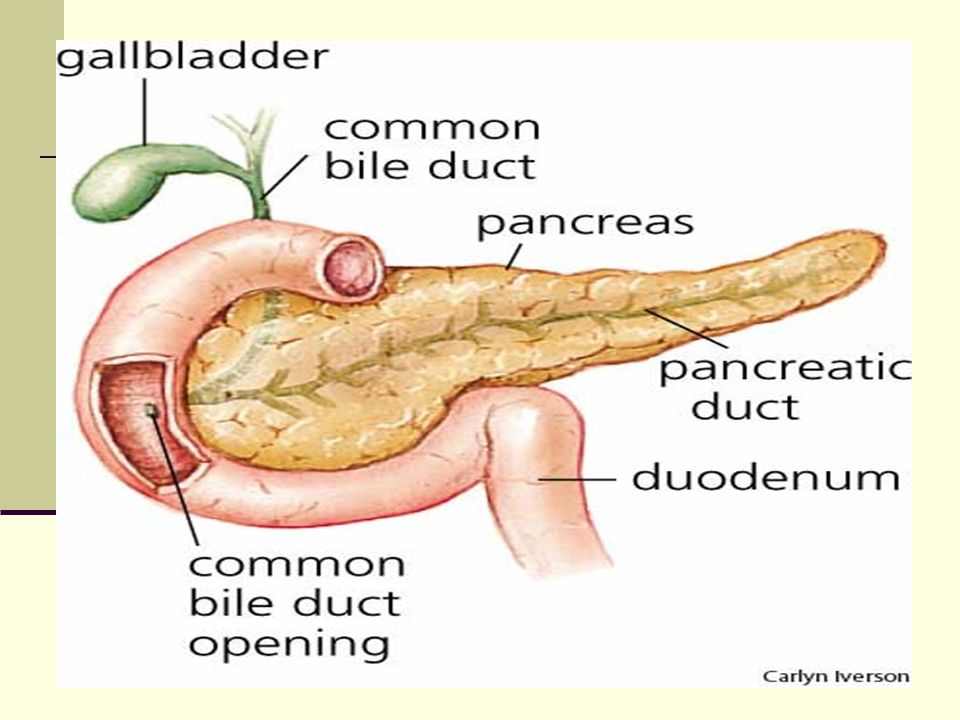 gallbladder
common
bile duct
pancreas
pancreatic
duct
duodenum
common
bile duct
opening
Carlyn Iverson